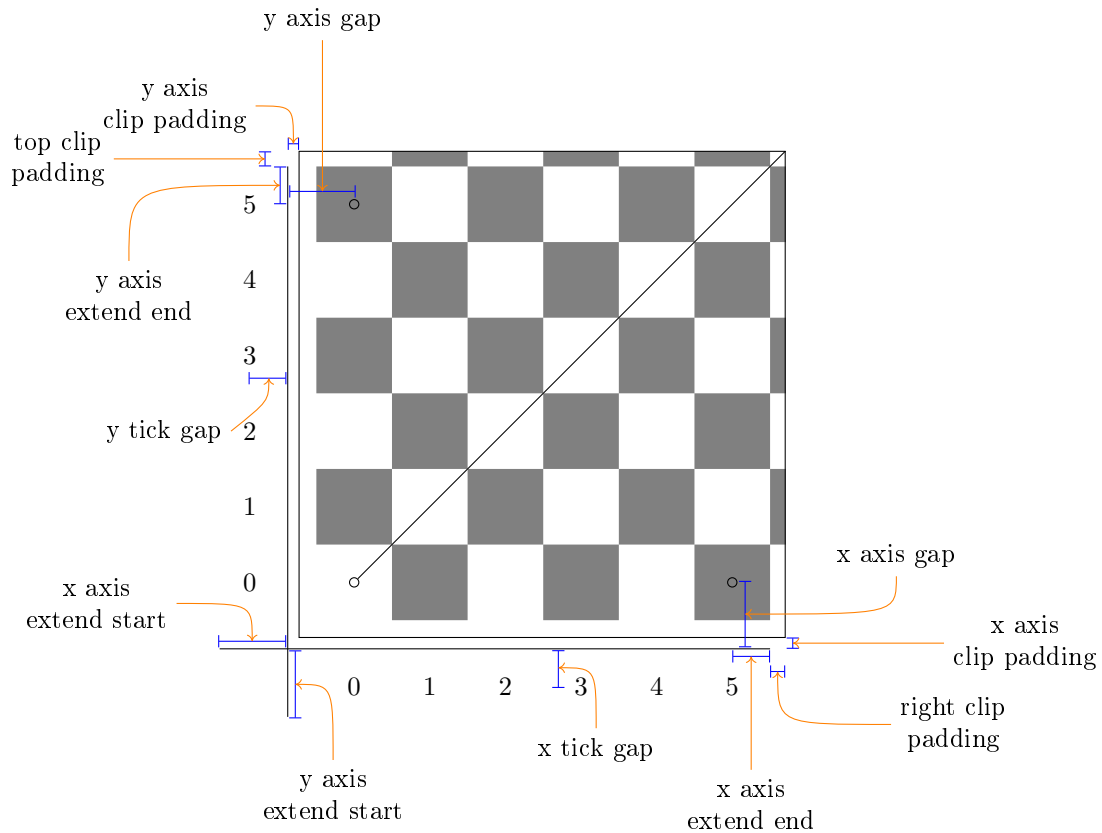 y axis gap
y axis
clip padding
top clip
padding
5
y axis
extend end
4
3
y tick gap
2
1
0
x axis gap
x axis
extend start
x axis
clip padding
0 1 2 3 4 5
right clip
padding
x tick gap
y axis
extend start
x axis
extend end